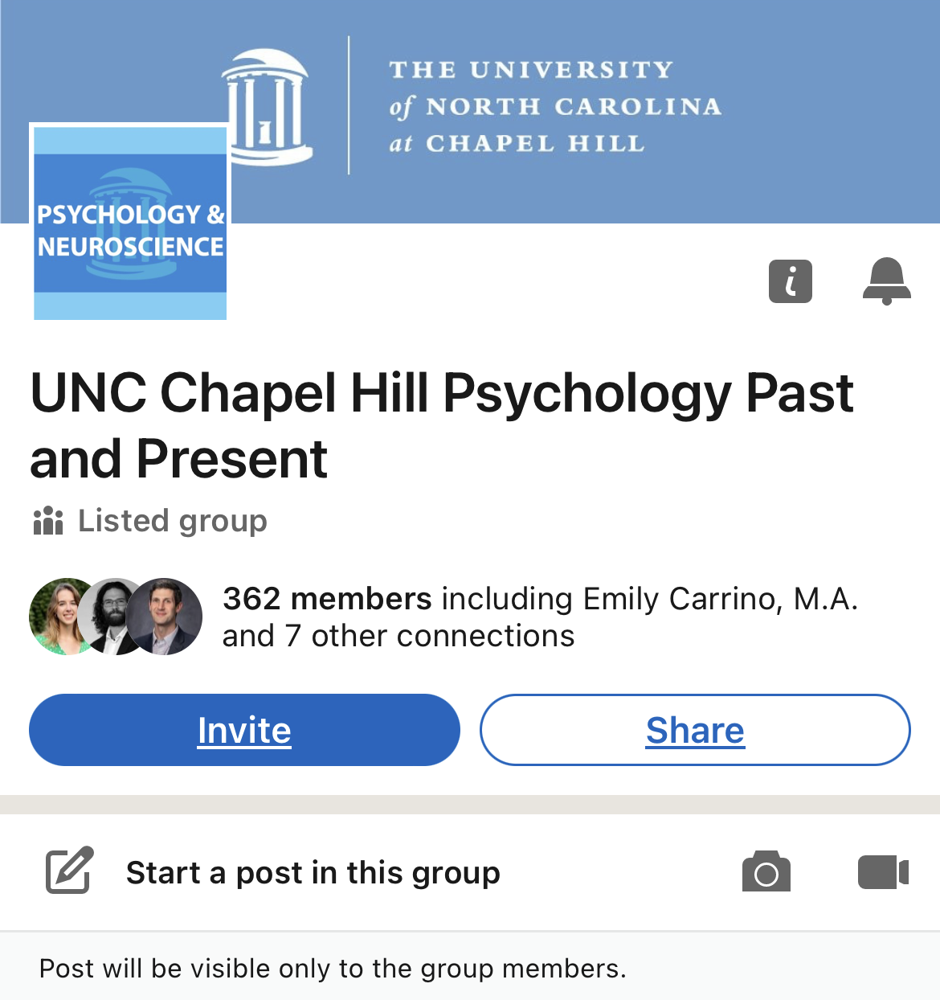 THE UNIVERSITY
of NORTH CAROLINA
at CHAPEL HILL
PSYCHOLOGY &
NEUROSCIENCE
i
UNC Chapel Hill Psychology Past
and Present
Listed group
362 members including Emily Carrino, M.A.
and 7 other connections
Invite
Share
Start a post in this group
Post will be visible only to the group members.